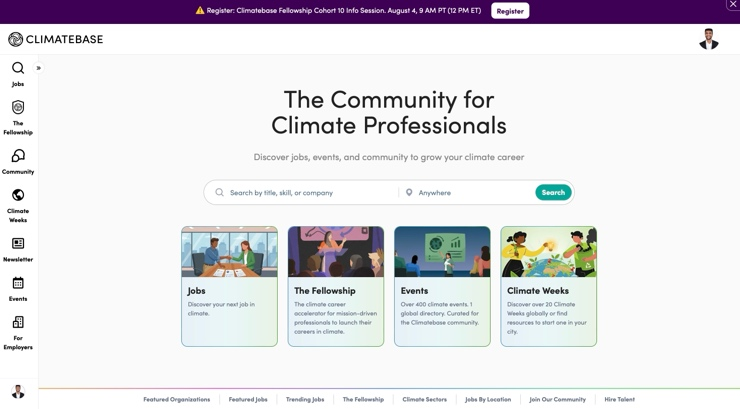 ⚠️ Register: Climatebase Fellowship Cohort 10 Info Session. August 4, 9 AM PT (12 PM ET)
Register
CLIMATEBASE
Jobs
The
Fellowship
Community
Climate
Weeks
Newsletter
Events
For
Employers
The Community for
Climate Professionals
Discover jobs, events, and community to grow your climate career
Search by title, skill, or company
Anywhere
Search
Jobs
Discover your next job in
climate.
The Fellowship
The climate career
accelerator for mission-driven
professionals to launch their
careers in climate.
Events
Over 400 climate events. 1
global directory. Curated for
the Climatebase community.
Climate Weeks
Discover over 20 Climate
Weeks globally or find
resources to start one in your
city.
Featured Organizations
Featured Jobs
Trending Jobs
The Fellowship
Climate Sectors
Jobs By Location
Join Our Community
Hire Talent